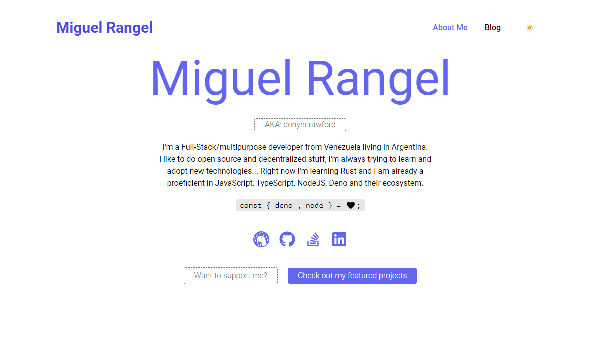 Miguel Rangel
About Me
Blog
Miguel Rangel
AKA: denyncrawford
I'm a Full-Stack/multipurpose developer from Venezuela living in Argentina.
I like to do open source and decentralized stuff, I'm always trying to learn and
adopt new technologies... Right now I'm learning Rust and I am already a
proeficient in JavaScript, TypeScript, NodeJS, Deno and their ecosystem.
const { deno , node } = 🖤;
Want to support me?
Check out my featured projects